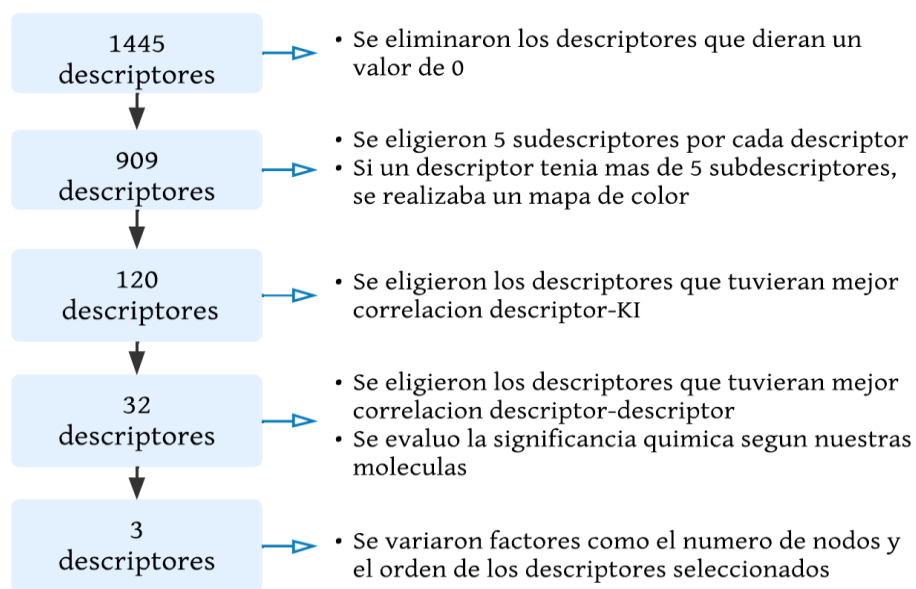 1445
descriptores
• Se eliminaron los descriptores que dieran un
valor de 0
909
descriptores
• Se eligieron 5 sudescriptores por cada descriptor
• Si un descriptor tenia mas de 5 subdescriptores,
se realizaba un mapa de color
120
descriptores
• Se eligieron los descriptores que tuvieran mejor
correlacion descriptor-KI
32
descriptores
• Se eligieron los descriptores que tuvieran mejor
correlacion descriptor-descriptor
• Se evaluo la significancia quimica segun nuestras
moleculas
3
descriptores
• Se variaron factores como el numero de nodos y
el orden de los descriptores seleccionados